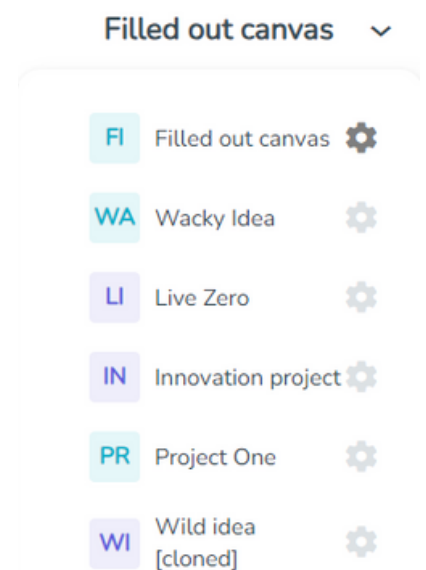 Filled out canvas
FI Filled out canvas
WA Wacky Idea
LI Live Zero
IN Innovation project
PR Project One
WI Wild idea
[cloned]